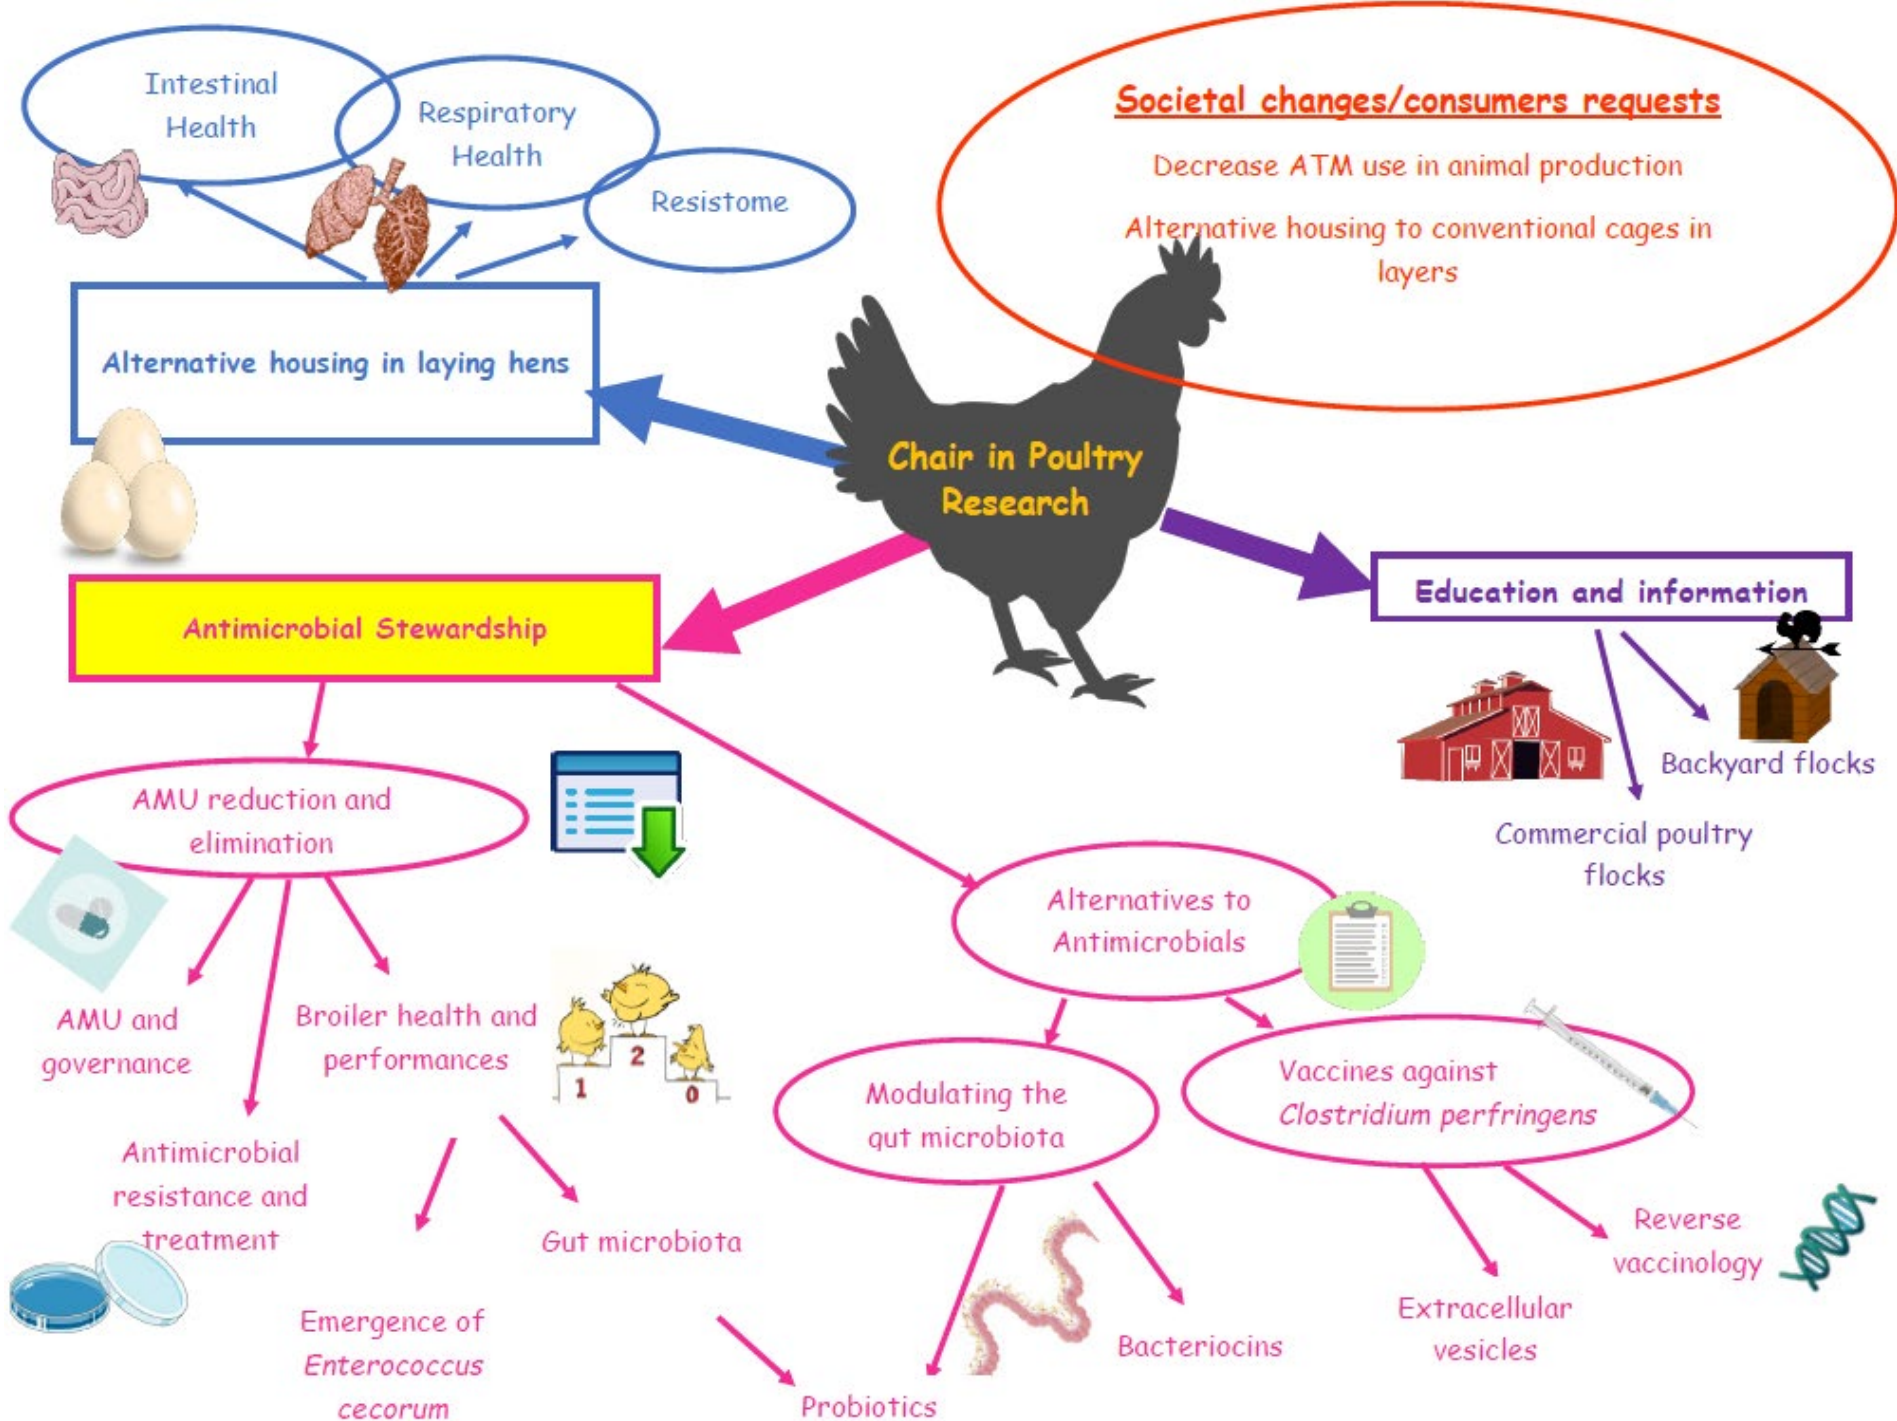 Intestinal
Health
Respiratory
Health
Resistome
Societal changes/consumers requests
Decrease ATM use in animal production
Alternative housing to conventional cages in
layers
Alternative housing in laying hens
Chair in Poultry
Research
Antimicrobial Stewardship
Education and information
Backyard flocks
Commercial poultry
flocks
AMU reduction and
elimination
Alternatives to
Antimicrobials
AMU and
governance
Broiler health and
performances
1
2
0
Antimicrobial
resistance and
treatment
Modulating the
gut microbiota
Vaccines against
Clostridium perfringens
Gut microbiota
Reverse
vaccinology
Emergence of
Enterococcus
cecorum
Probiotics
Bacteriocins
Extracellular
vesicles